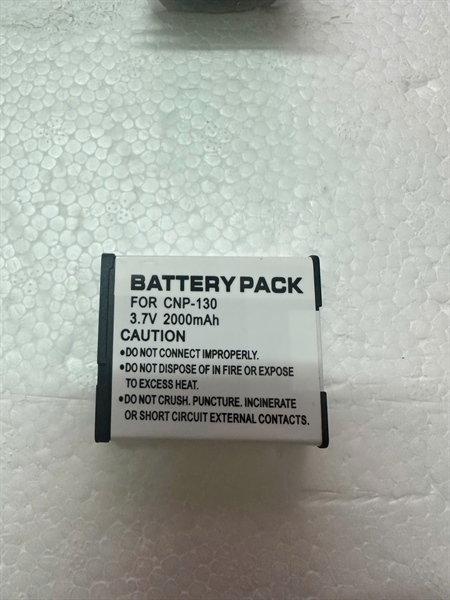 BATTERY PACK
FOR CNP-130
3.7V 2000mAh
CAUTION
•DO NOT CONNECT IMPROPERLY.
•DO NOT DISPOSE OF IN FIRE OR EXPOSE
TO EXCESS HEAT.
•DO NOT CRUSH. PUNCTURE. INCINERATE
OR SHORT CIRCUIT EXTERNAL CONTACTS.